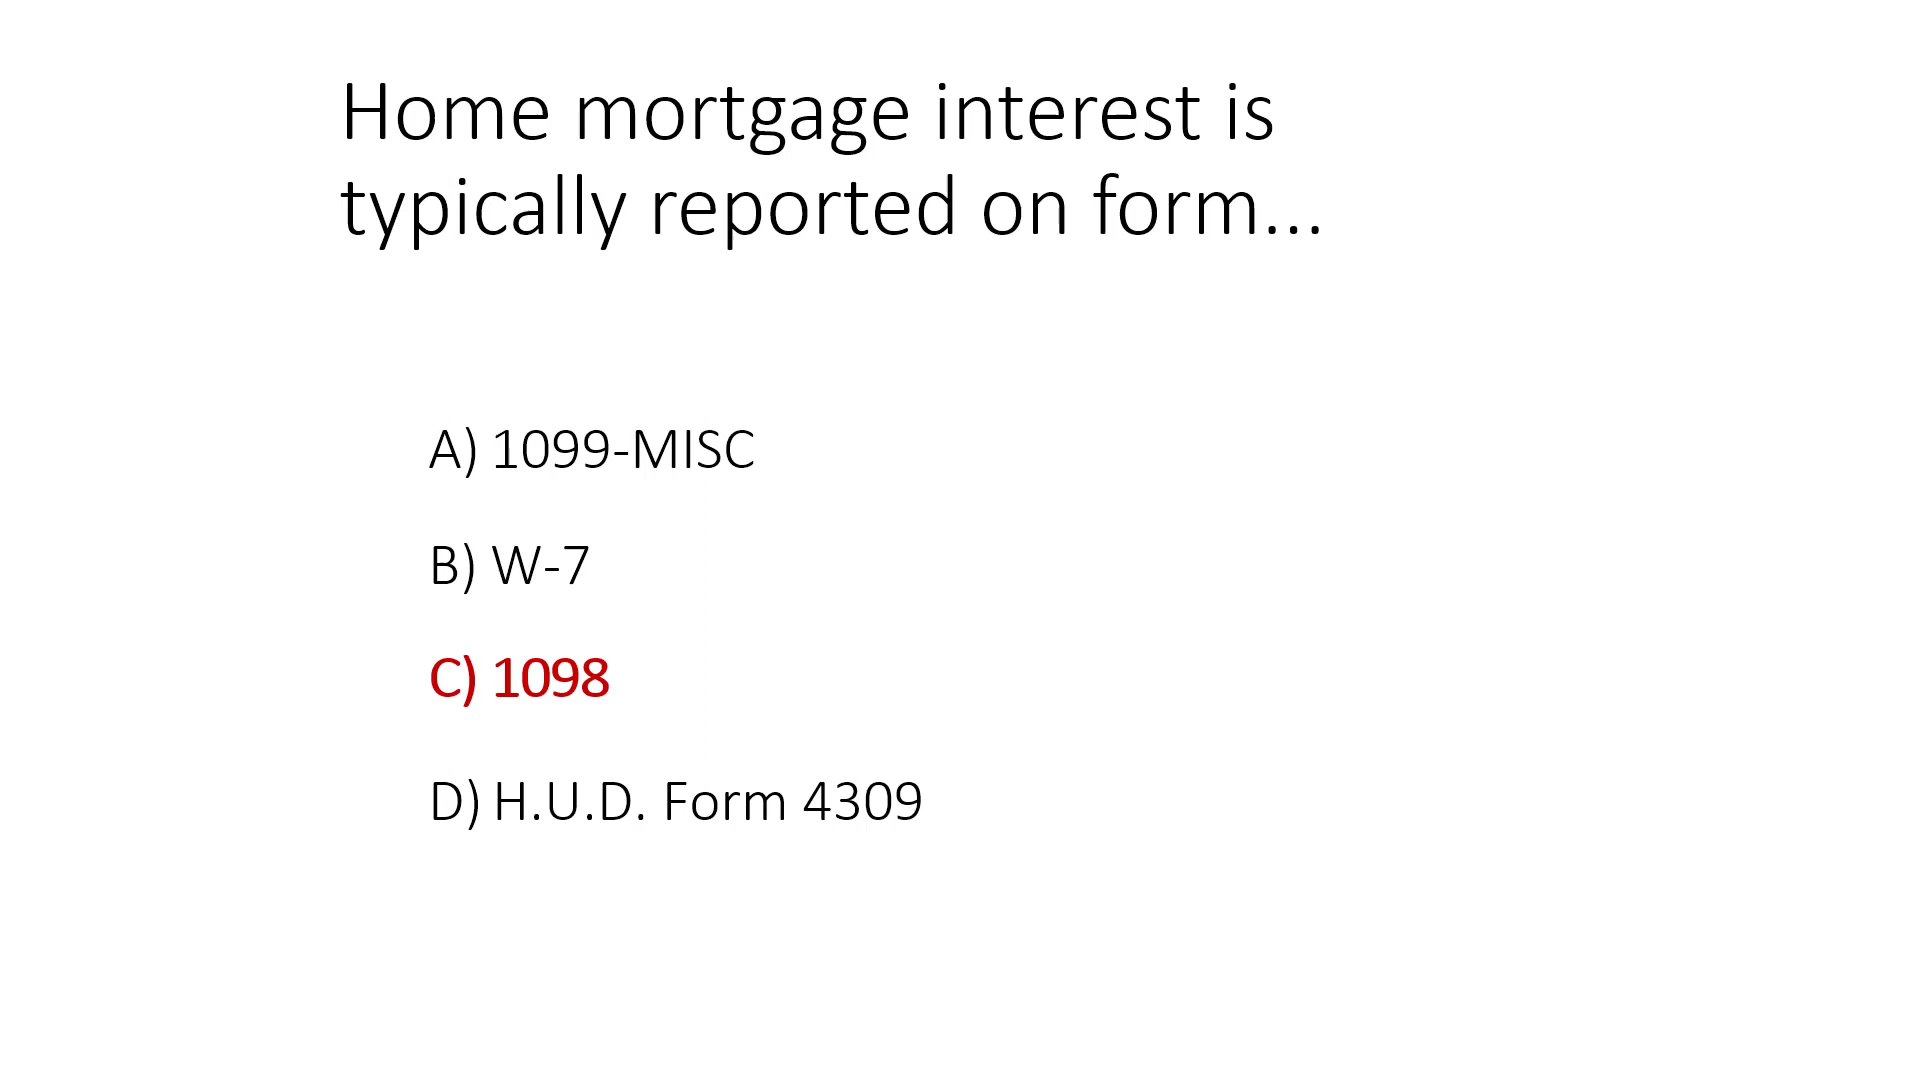 Home mortgage interest is
typically reported on form...
A) 1099-MISC
B) W-7
C) 1098
D) H.U.D. Form 4309